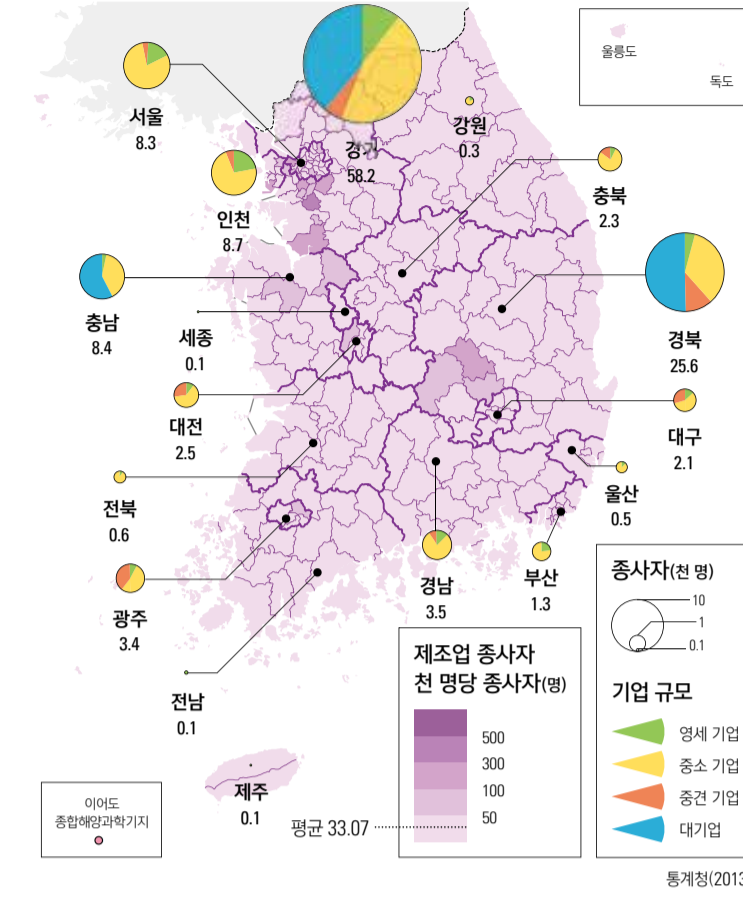 울릉도
독도
서울
8.3
경기
58.2
강원
0.3
충북
2.3
인천
8.7
충남
8.4
세종
0.1
경북
25.6
대전
2.5
대구
2.1
전북
0.6
울산
0.5
광주
3.4
경남
3.5
부산
1.3
전남
0.1
제주
0.1
이어도
종합해양과학기지
평균 33.07
제조업 종사자
천 명당 종사자(명)
500
300
100
50
종사자(천 명)
10
1
0.1
기업 규모
영세 기업
중소 기업
중견 기업
대기업
통계청(2013